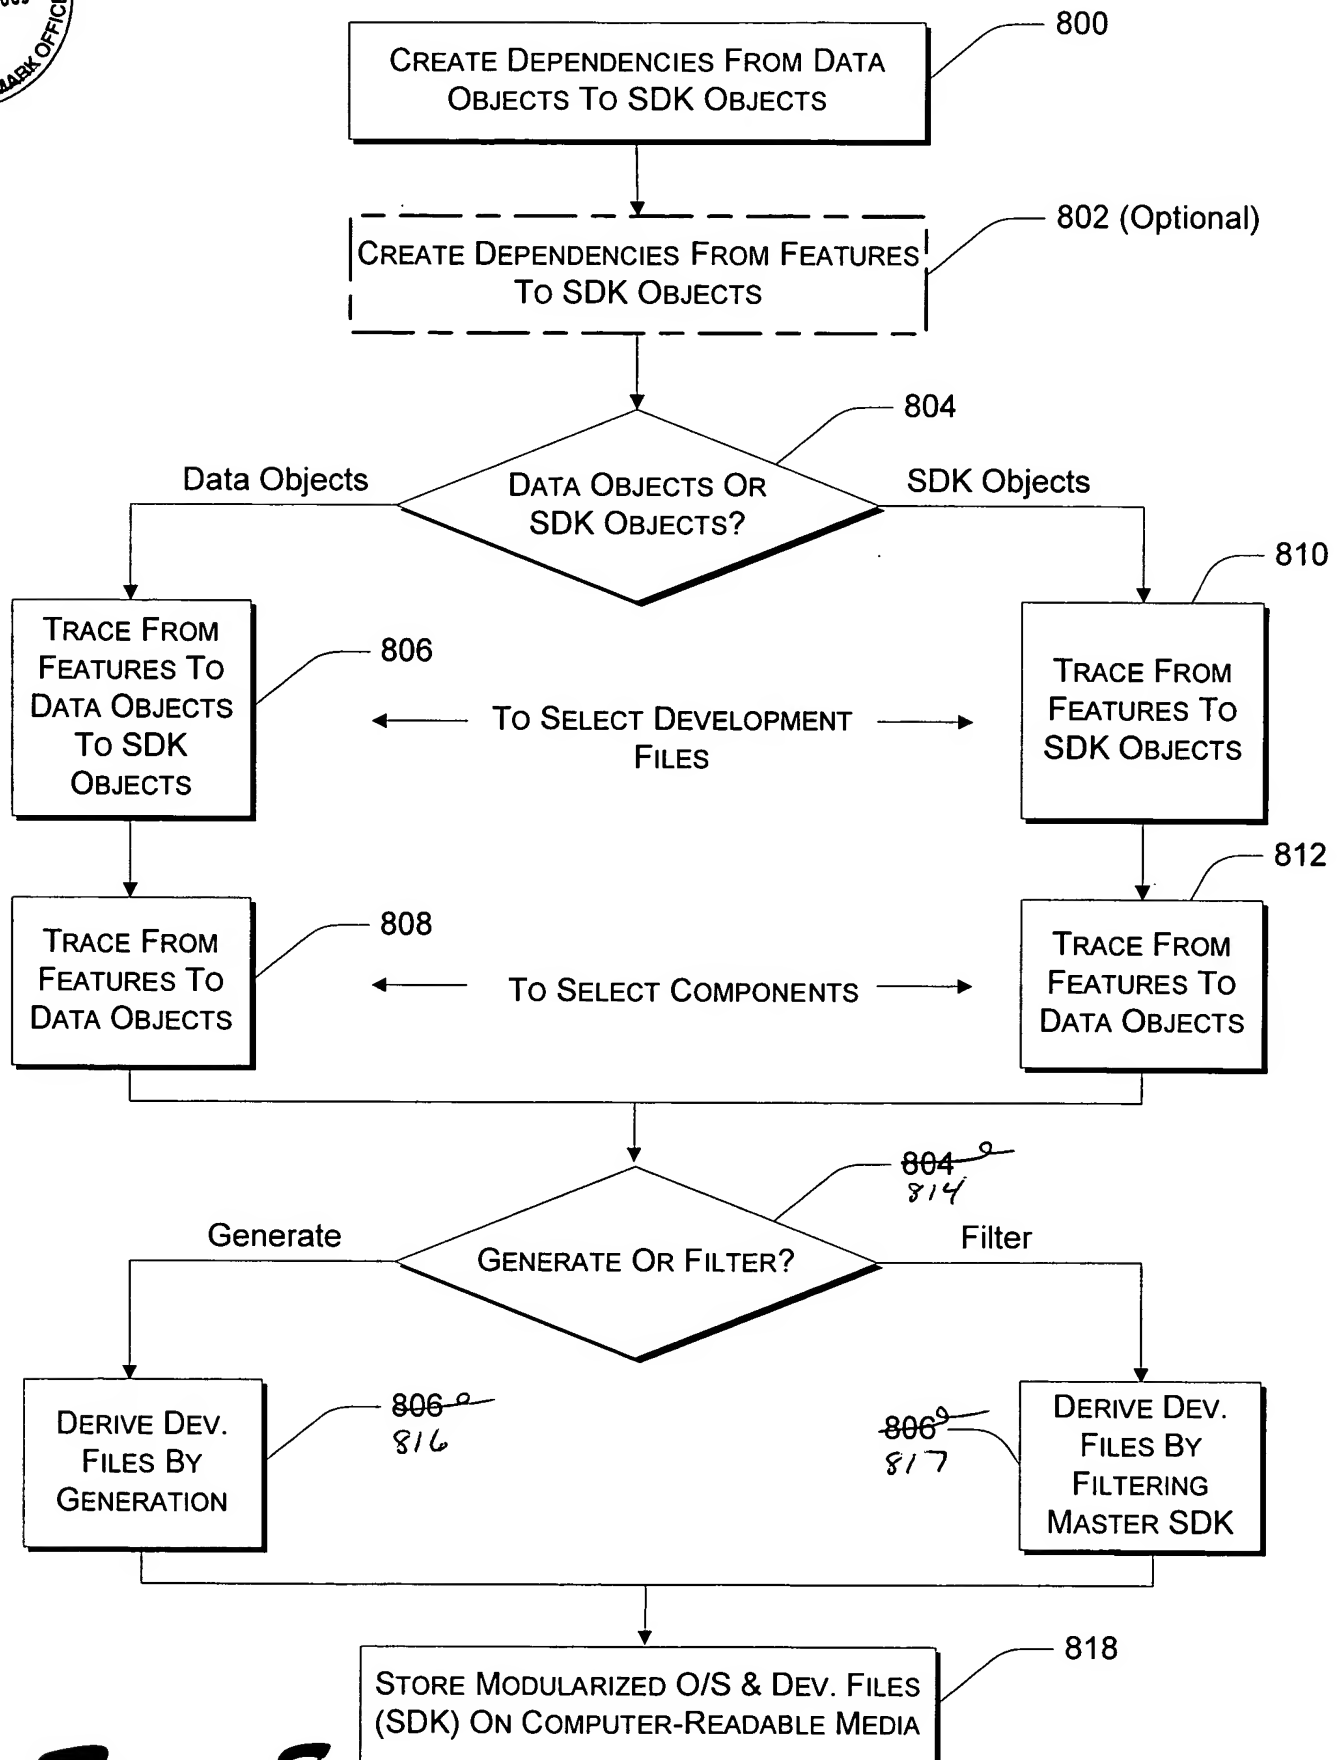 MARK OFFICE
800
CREATE DEPENDENCIES FROM DATA
OBJECTS TO SDK OBJECTS
802 (Optional)
CREATE DEPENDENCIES FROM FEATURES
TO SDK OBJECTS
804
Data Objects
DATA OBJECTS OR
SDK OBJECTS?
SDK Objects
810
TRACE FROM
FEATURES TO
DATA OBJECTS
TO SDK
OBJECTS
806
TO SELECT DEVELOPMENT
FILES
TRACE FROM
FEATURES TO
SDK OBJECTS
812
TRACE FROM
FEATURES TO
DATA OBJECTS
808
TO SELECT COMPONENTS
TRACE FROM
FEATURES TO
DATA OBJECTS
804
814
Generate
GENERATE OR FILTER?
Filter
DERIVE DEV.
FILES BY
GENERATION
806
816
806
817
DERIVE DEV.
FILES BY
FILTERING
MASTER SDK
818
STORE MODULARIZED O/S & DEV. FILES
(SDK) ON COMPUTER-READABLE MEDIA